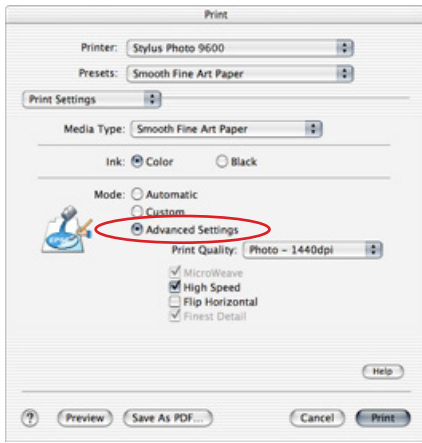 Print
Printer: Stylus Photo 9600
Presets: Smooth Fine Art Paper
Print Settings
Media Type: Smooth Fine Art Paper
Ink: Color Black
Mode: Automatic
Custom
Advanced Settings
Print Quality: Photo – 1440dpi
MicroWeave
High Speed
Flip Horizontal
Finest Detail
Help
? Preview Save As PDF... Cancel Print